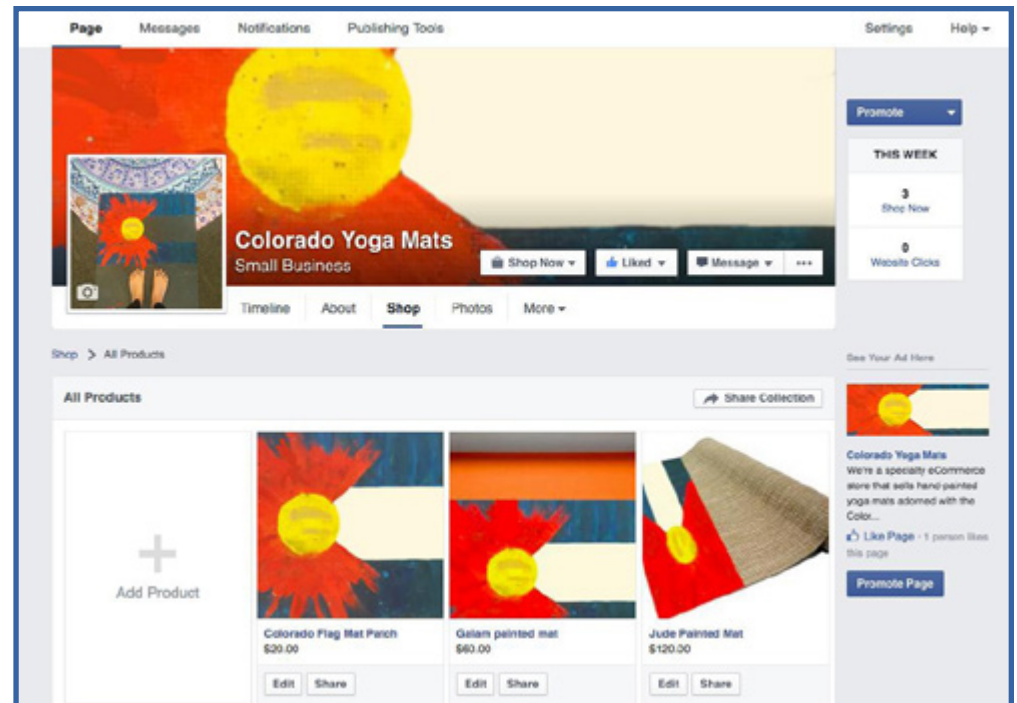 Page Messages Notifications Publishing Tools Settings Help
Promote
THIS WEEK
3
Shop Now
0
Website Clicks
Colorado Yoga Mats
Small Business
Shop Now Liked Message ...
Timeline About Shop Photos More
Shop > All Products
See Your Ad Here
All Products Share Collection
Colorado Yoga Mats
We're a specialty eCommerce
store that sells hand-painted
yoga mats adorned with the
Color...
Like Page · 1 person likes
this page
Promote Page
+
Add Product
Colorado Flag Mat Patch
$20.00
Edit Share
Gaiam painted mat
$60.00
Edit Share
Jude Painted Mat
$120.00
Edit Share